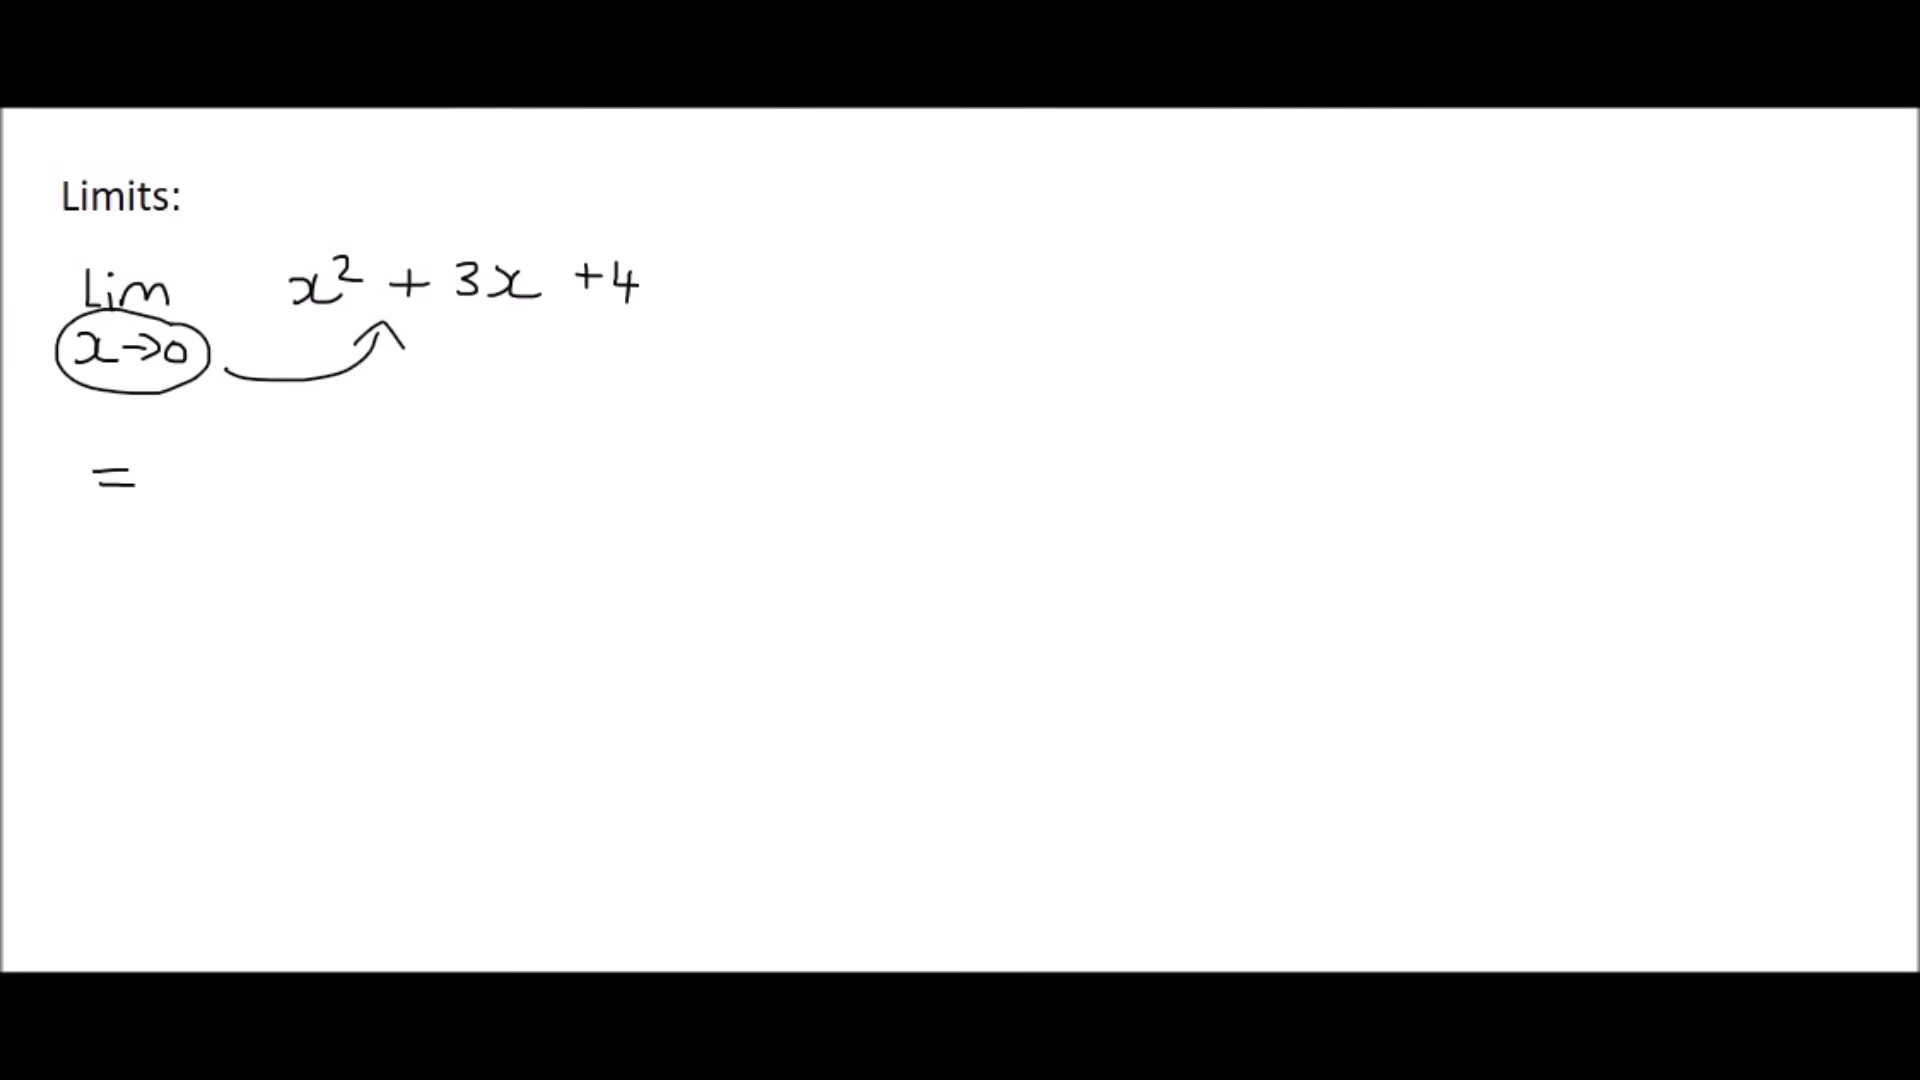 Limits:
Lim x² + 3x +4
x→0
=